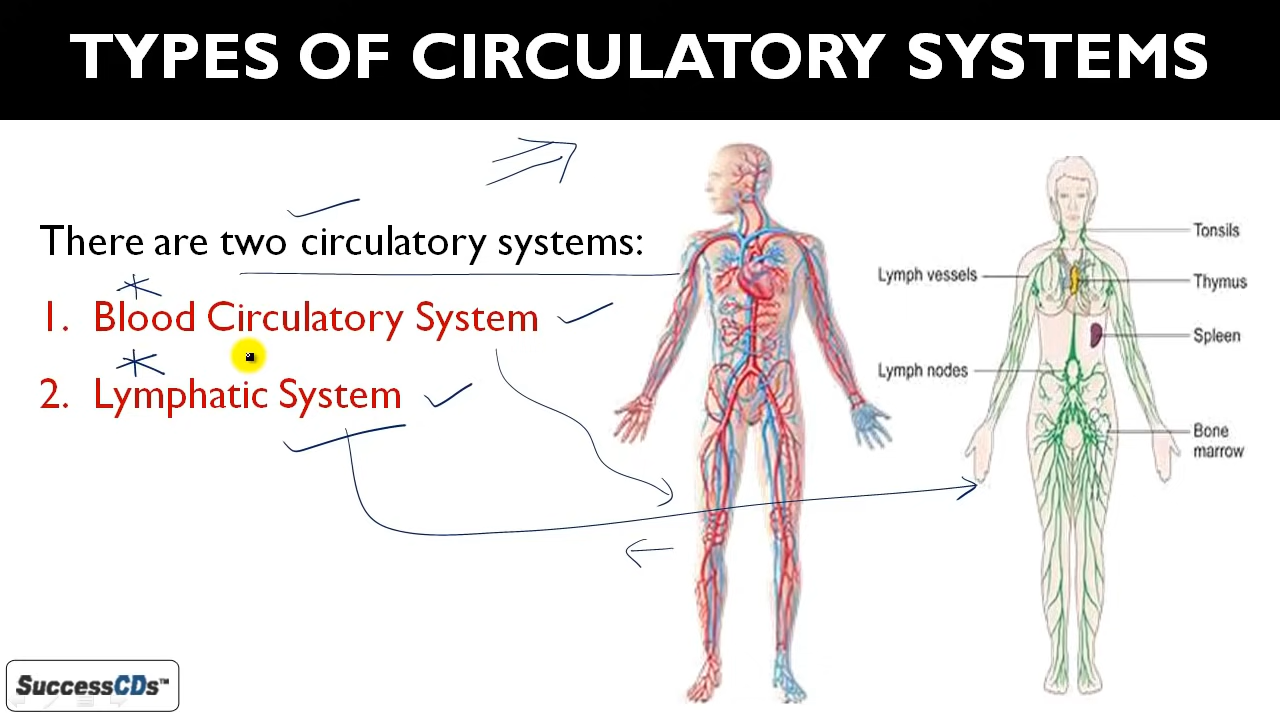 TYPES OF CIRCULATORY SYSTEMS
There are two circulatory systems:
1. Blood Circulatory System
2. Lymphatic System
Lymph vessels
Lymph nodes
Tonsils
Thymus
Spleen
Bone
marrow
SuccessCDs™